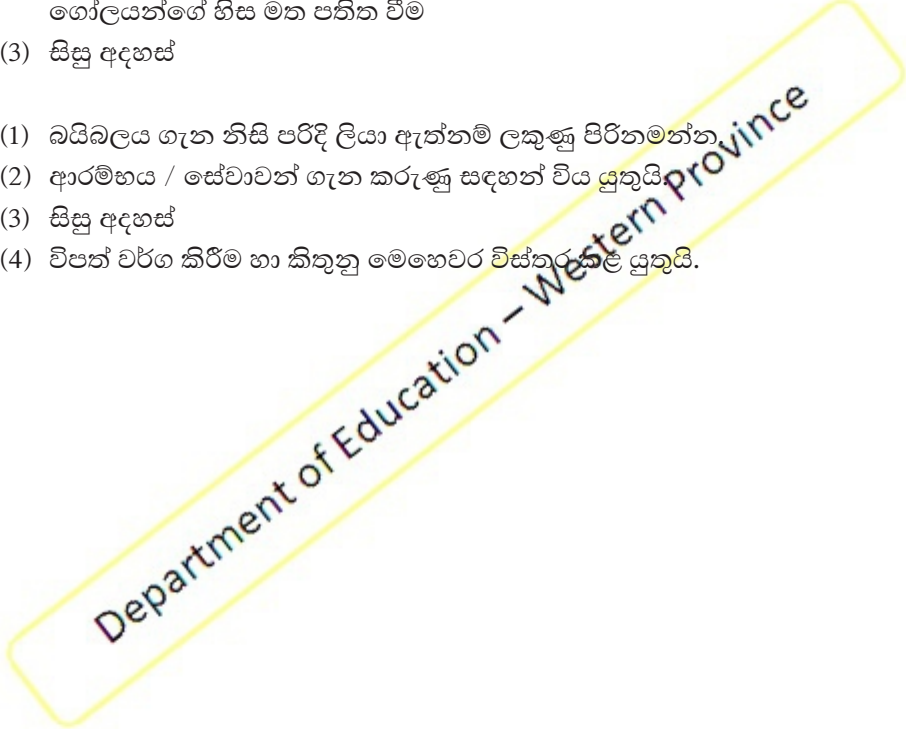 ගෝලයන්ගේ හිස මත පතිත වීම
(3) සිසු අදහස්
(1) බයිබලය ගැන නිසි පරිදි ලියා ඇත්නම් ලකුණු පිරිනමන්න.
(2) ආරම්භය / සේවාවන් ගැන කරුණු සඳහන් විය යුතුයි.
(3) සිසු අදහස්
(4) විපත් වර්ග කිරීම හා කිතුනු මෙහෙවර විස්තර කළ යුතුයි.
Department of Education – Western Province